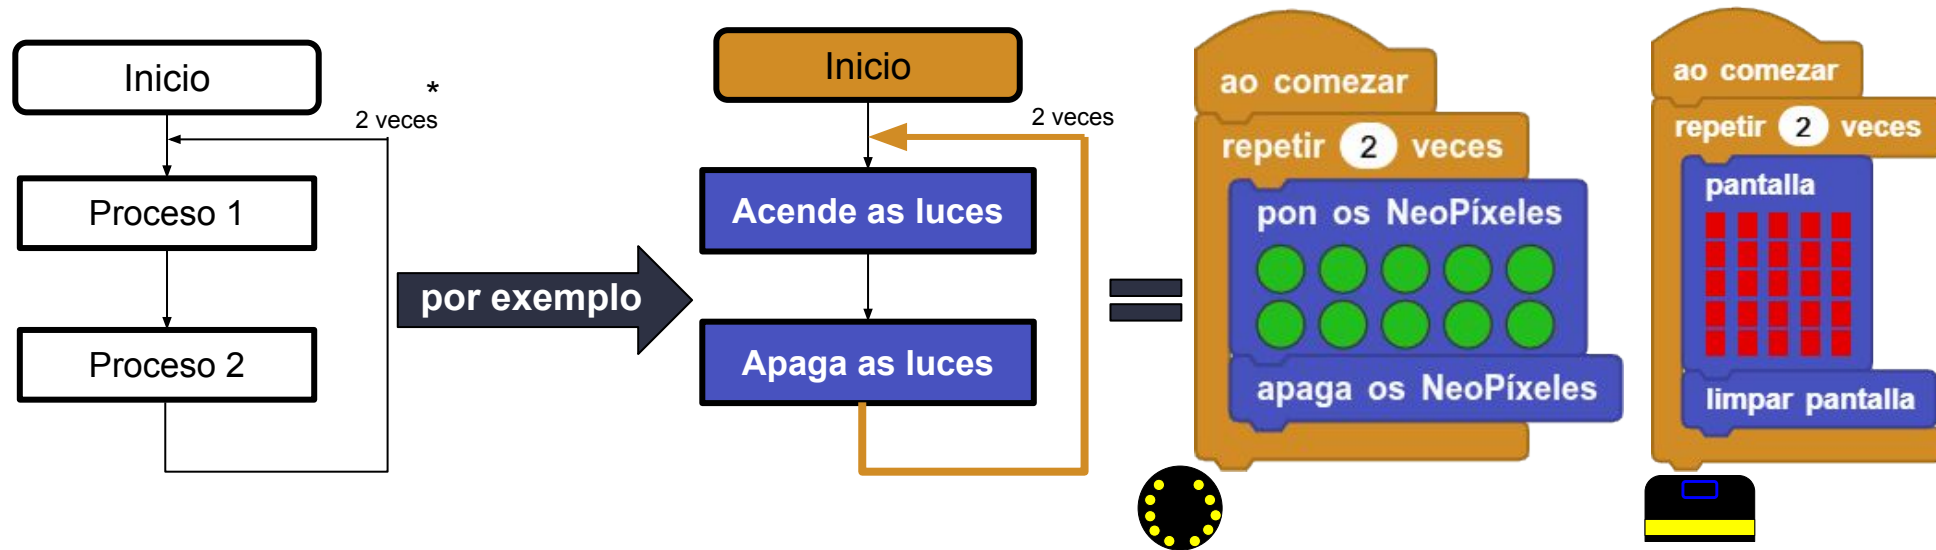 Inicio
*
2 veces
Proceso 1
Proceso 2
por exemplo
Inicio
2 veces
Acende as luces
Apaga as luces
=
ao comezar
repetir 2 veces
pon os NeoPíxeles
apaga os NeoPíxeles
ao comezar
repetir 2 veces
pantalla
limpar pantalla